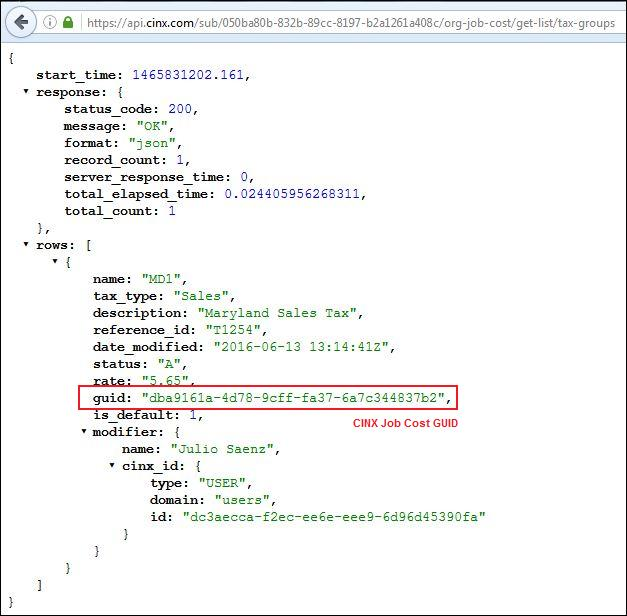 https://api.cinx.com/sub/050ba80b-832b-89cc-8197-b2a1261a408c/org-job-cost/get-list/tax-groups
{
start_time: 1465831202.161,
response: {
status_code: 200,
message: "OK",
format: "json",
record_count: 1,
server_response_time: 0,
total_elapsed_time: 0.024405956268311,
total_count: 1
},
rows: [
{
name: "MD1",
tax_type: "Sales",
description: "Maryland Sales Tax",
reference_id: "T1254",
date_modified: "2016-06-13 13:14:41Z",
status: "A",
rate: "5.65",
guid: "dba9161a-4d78-9cff-fa37-6a7c344837b2",
is_default: 1,
CINX Job Cost GUID
modifier: {
name: "Julio Saenz",
cinx_id: {
type: "USER",
domain: "users",
id: "dc3aecca-f2ec-ee6e-eee9-6d96d45390fa"
}
}
}
]
}